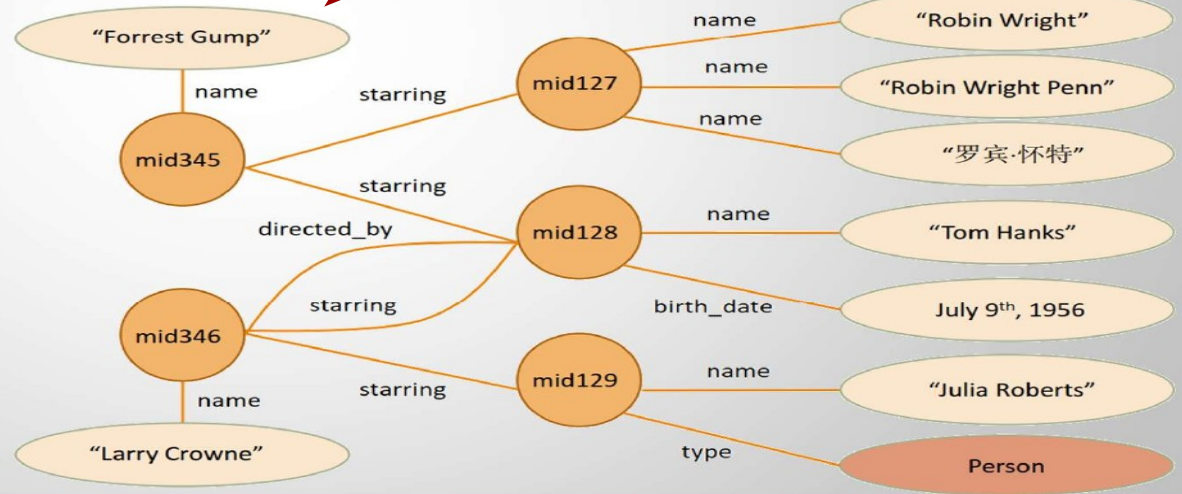 name
“Robin Wright”
“Forrest Gump”
name
starring
mid127
name
“Robin Wright Penn”
name
“罗宾·怀特”
mid345
starring
directed_by
mid128
name
“Tom Hanks”
starring
birth_date
July 9th, 1956
mid346
name
starring
mid129
name
“Julia Roberts”
“Larry Crowne”
type
Person